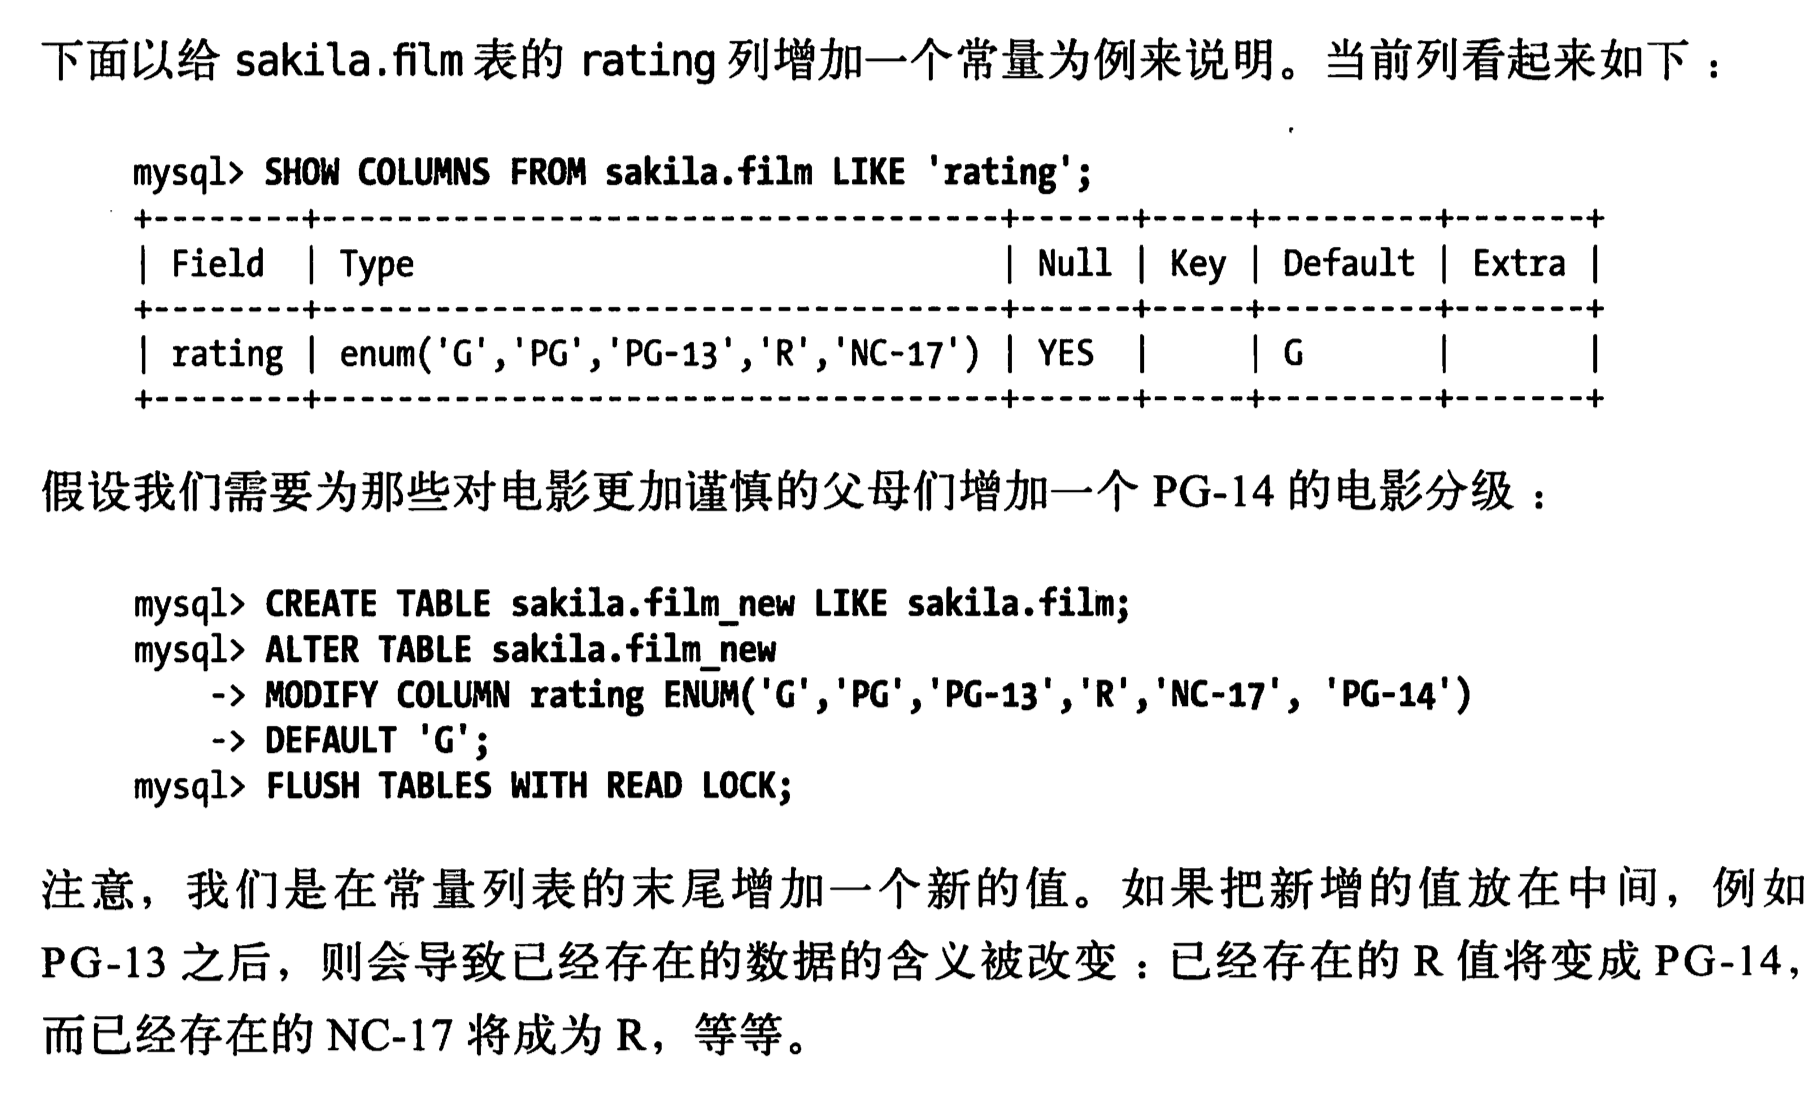 下面以给 sakila.film 表的 rating 列增加一个常量为例来说明。当前列看起来如下：
mysql> SHOW COLUMNS FROM sakila.film LIKE 'rating';
+--------+------------------------------------+------+-----+---------+-------+
| Field  | Type                               | Null | Key | Default | Extra |
+--------+------------------------------------+------+-----+---------+-------+
| rating | enum('G','PG','PG-13','R','NC-17') | YES  |     | G       |       |
+--------+------------------------------------+------+-----+---------+-------+
假设我们需要为那些对电影更加谨慎的父母们增加一个 PG-14 的电影分级：
mysql> CREATE TABLE sakila.film_new LIKE sakila.film;
mysql> ALTER TABLE sakila.film_new
    -> MODIFY COLUMN rating ENUM('G','PG','PG-13','R','NC-17', 'PG-14')
    -> DEFAULT 'G';
mysql> FLUSH TABLES WITH READ LOCK;
注意，我们是在常量列表的末尾增加一个新的值。如果把新增的值放在中间，例如
PG-13 之后，则会导致已经存在的数据的含义被改变：已经存在的 R 值将变成 PG-14，
而已经存在的 NC-17 将成为 R，等等。